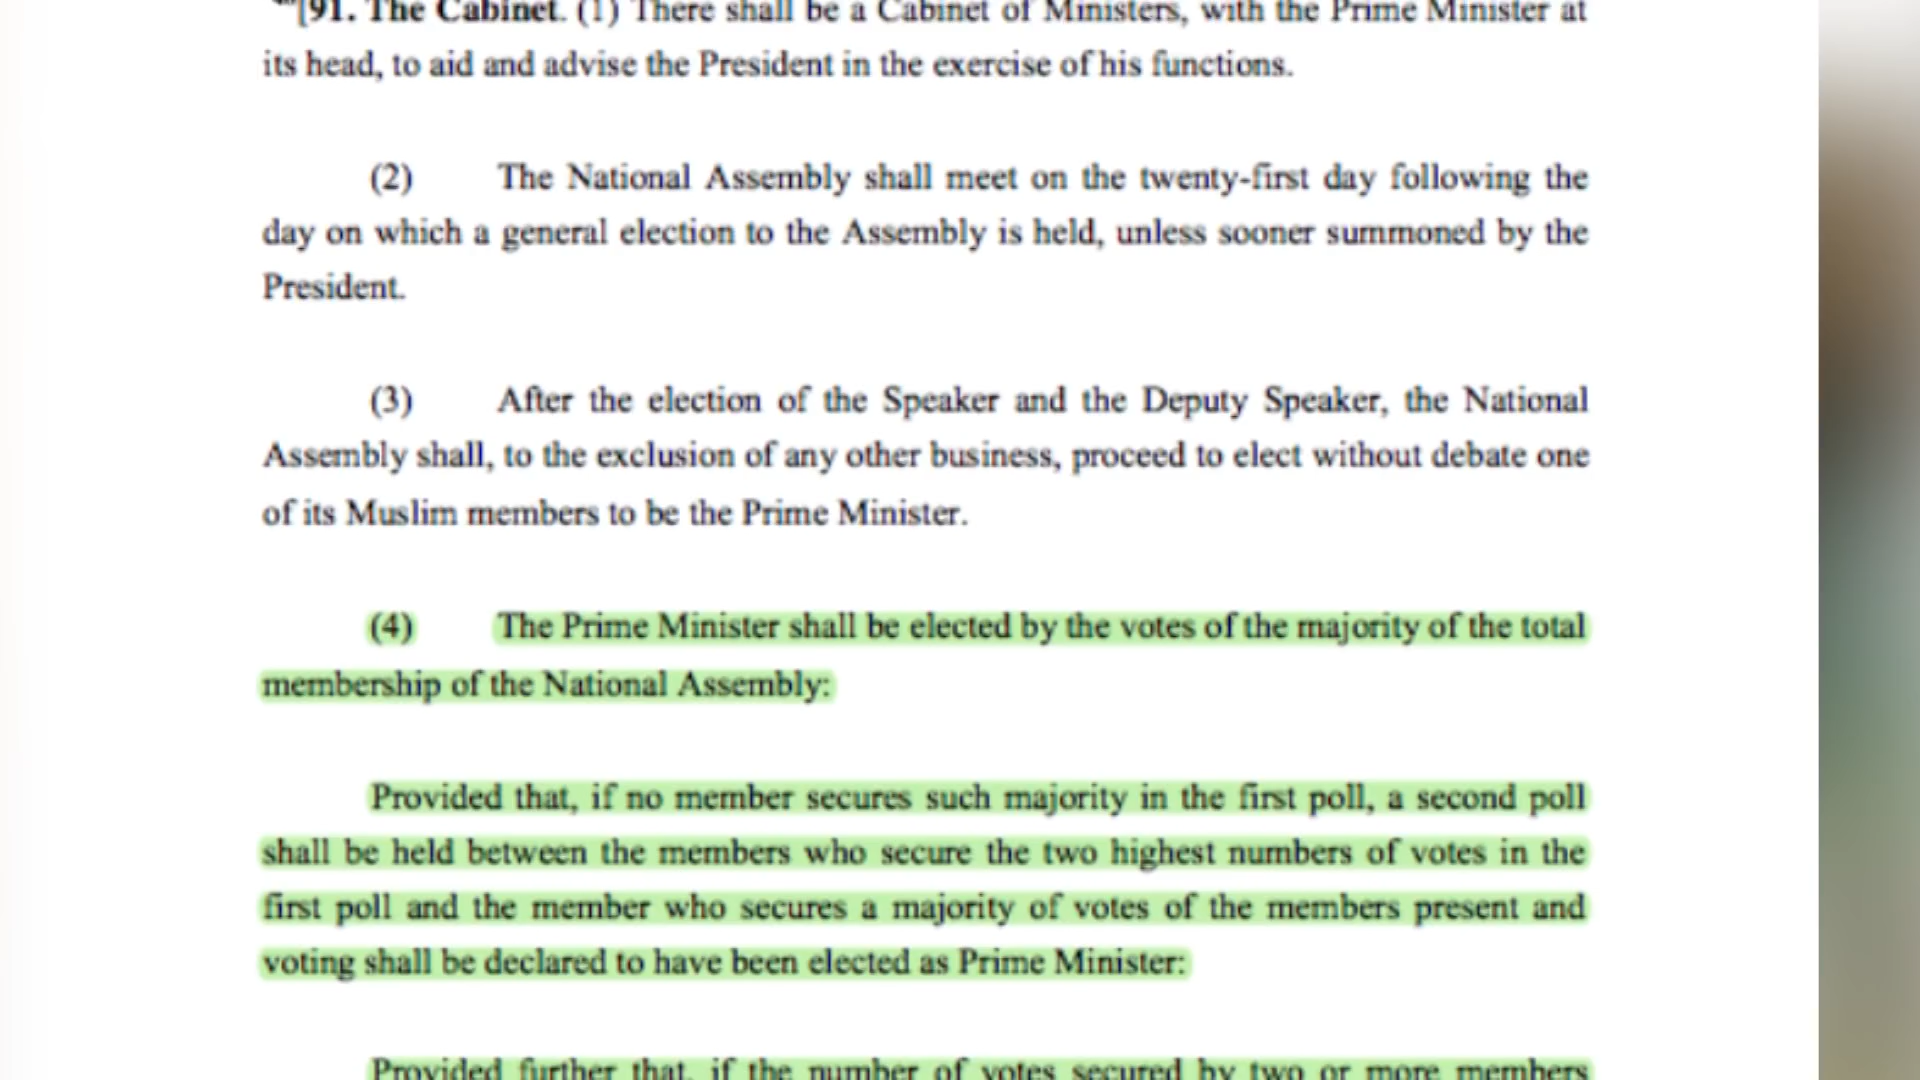 [91. The Cabinet. (1) There shall be a Cabinet of Ministers, with the Prime Minister at
its head, to aid and advise the President in the exercise of his functions.
(2) The National Assembly shall meet on the twenty-first day following the
day on which a general election to the Assembly is held, unless sooner summoned by the
President.
(3) After the election of the Speaker and the Deputy Speaker, the National
Assembly shall, to the exclusion of any other business, proceed to elect without debate one
of its Muslim members to be the Prime Minister.
(4) The Prime Minister shall be elected by the votes of the majority of the total
membership of the National Assembly:
Provided that, if no member secures such majority in the first poll, a second poll
shall be held between the members who secure the two highest numbers of votes in the
first poll and the member who secures a majority of votes of the members present and
voting shall be declared to have been elected as Prime Minister:
Provided further that, if the number of votes secured by two or more members